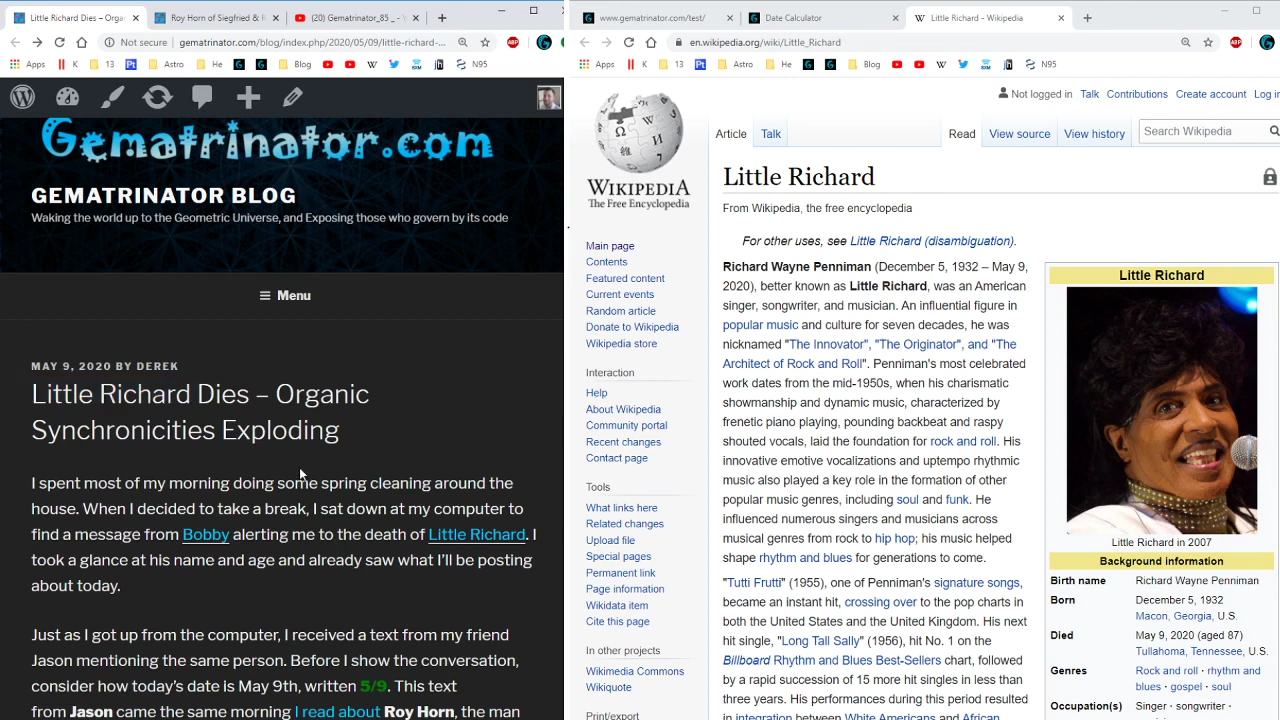 Little Richard Dies – Orga
Roy Horn of Siegfried & R
(20) Gematrinator_85 _ - Y
Not secure | gematrinator.com/blog/index.php/2020/05/09/little-richard-...
Apps
K
13
Pt
Astro
He
Blog
N95
Gematrinator.com
GEMATRINATOR BLOG
Waking the world up to the Geometric Universe, and Exposing those who govern by its code
Menu
MAY 9, 2020 BY DEREK
Little Richard Dies – Organic
Synchronicities Exploding
I spent most of my morning doing some spring cleaning around the
house. When I decided to take a break, I sat down at my computer to
find a message from Bobby alerting me to the death of Little Richard. I
took a glance at his name and age and already saw what I'll be posting
about today.
Just as I got up from the computer, I received a text from my friend
Jason mentioning the same person. Before I show the conversation,
consider how today's date is May 9th, written 5/9. This text
from Jason came the same morning I read about Roy Horn, the man
www.gematrinator.com/test/
Date Calculator
Little Richard - Wikipedia
en.wikipedia.org/wiki/Little_Richard
Apps
K
13
Pt
Astro
He
Blog
N95
Not logged in Talk Contributions Create account Log in
Article Talk Read View source View history Search Wikipedia
WIKIPEDIA
The Free Encyclopedia
Main page
Contents
Featured content
Current events
Random article
Donate to Wikipedia
Wikipedia store
Interaction
Help
About Wikipedia
Community portal
Recent changes
Contact page
Tools
What links here
Related changes
Upload file
Special pages
Permanent link
Page information
Wikidata item
Cite this page
In other projects
Wikimedia Commons
Wikiquote
Print/export
Little Richard
From Wikipedia, the free encyclopedia
For other uses, see Little Richard (disambiguation).
Richard Wayne Penniman (December 5, 1932 – May 9,
2020), better known as Little Richard, was an American
singer, songwriter, and musician. An influential figure in
popular music and culture for seven decades, he was
nicknamed "The Innovator", "The Originator", and "The
Architect of Rock and Roll". Penniman's most celebrated
work dates from the mid-1950s, when his charismatic
showmanship and dynamic music, characterized by
frenetic piano playing, pounding backbeat and raspy
shouted vocals, laid the foundation for rock and roll. His
innovative emotive vocalizations and uptempo rhythmic
music also played a key role in the formation of other
popular music genres, including soul and funk. He
influenced numerous singers and musicians across
musical genres from rock to hip hop; his music helped
shape rhythm and blues for generations to come.
"Tutti Frutti" (1955), one of Penniman's signature songs,
became an instant hit, crossing over to the pop charts in
both the United States and the United Kingdom. His next
hit single, "Long Tall Sally" (1956), hit No. 1 on the
Billboard Rhythm and Blues Best-Sellers chart, followed
by a rapid succession of 15 more hit singles in less than
three years. His performances during this period resulted
in integration between White Americans and African
Little Richard
Little Richard in 2007
Background information
Birth name Richard Wayne Penniman
Born December 5, 1932
Macon, Georgia, U.S.
Died May 9, 2020 (aged 87)
Tullahoma, Tennessee, U.S.
Genres Rock and roll · rhythm and
blues · gospel · soul
Occupation(s) Singer · songwriter ·